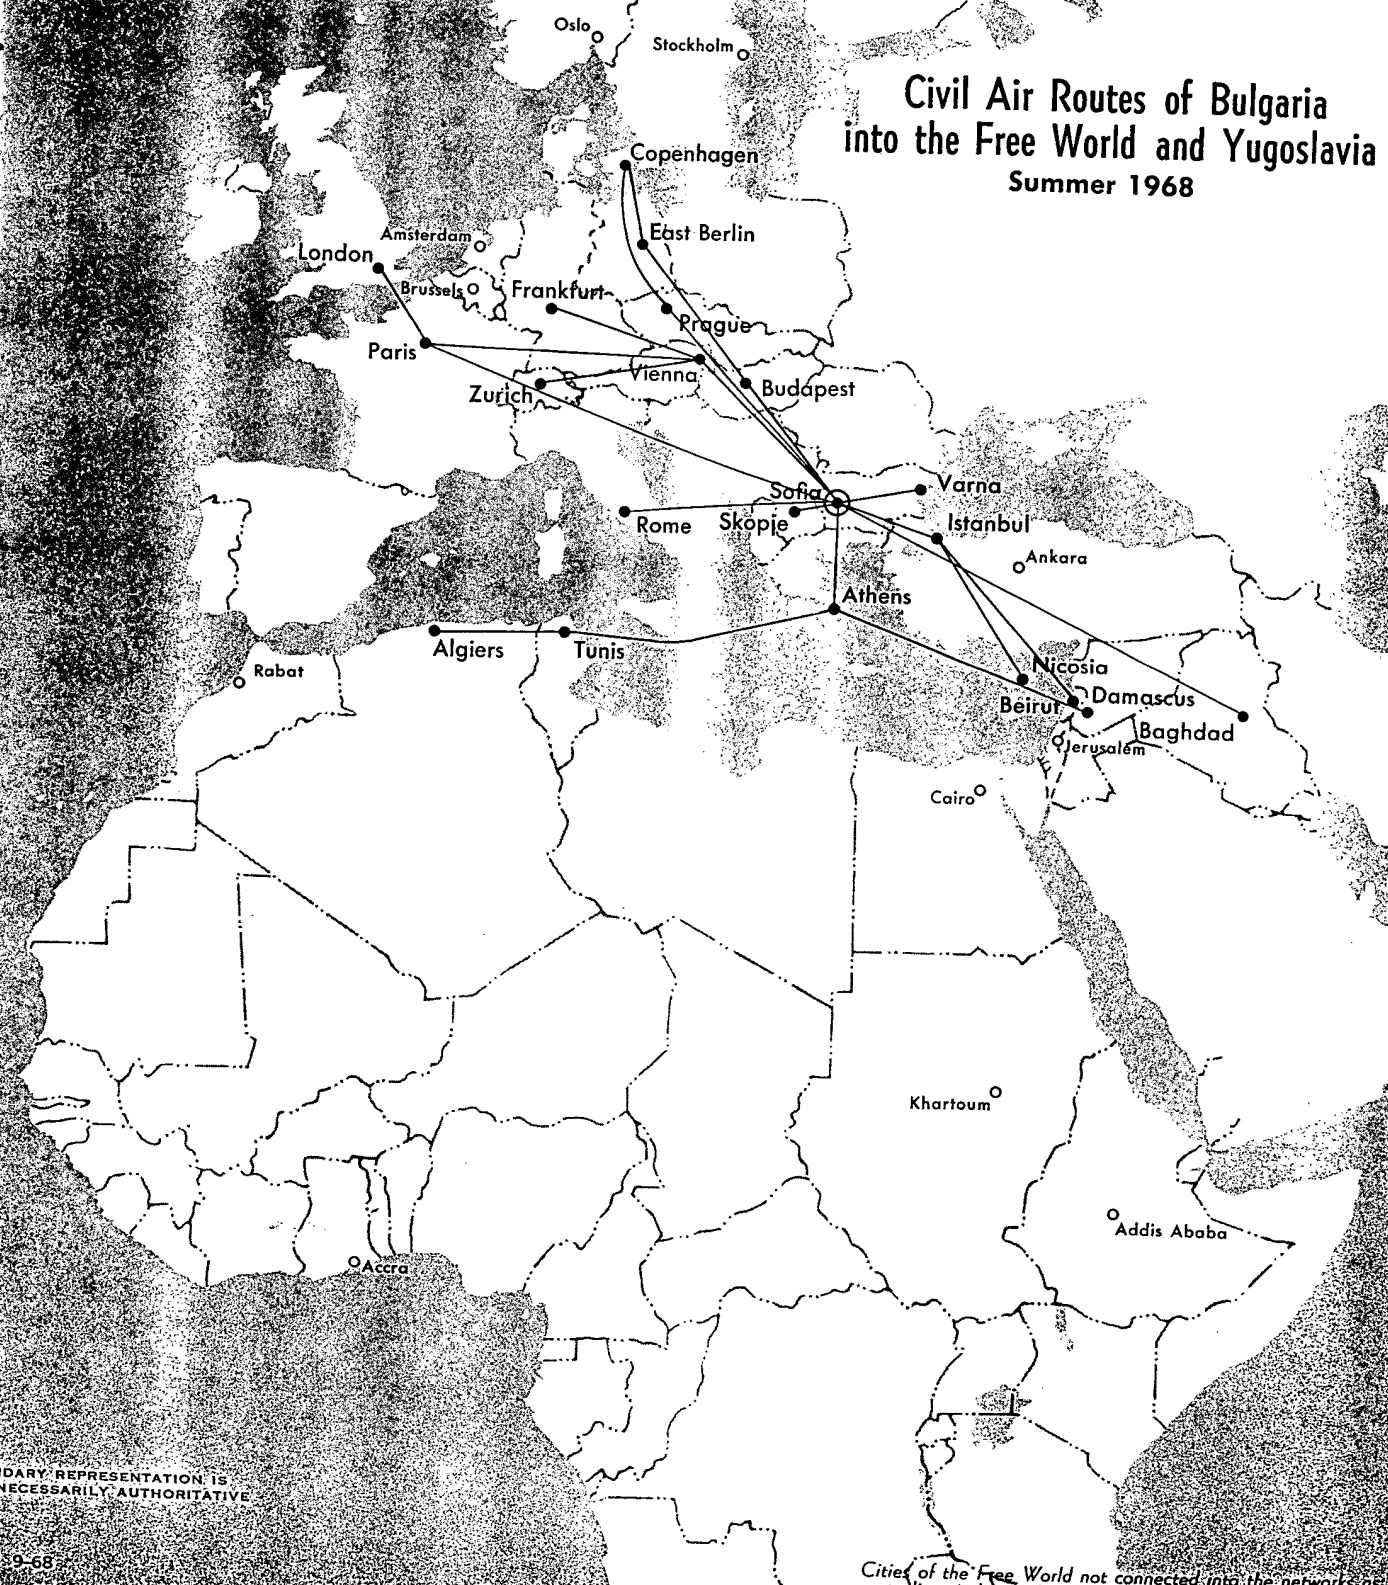 Oslo
Stockholm
Civil Air Routes of Bulgaria
into the Free World and Yugoslavia
Summer 1968
Copenhagen
East Berlin
Amsterdam
London
Brussels
Frankfurt
Prague
Paris
Vienna
Zurich
Budapest
Sofia
Varna
Rome
Skopje
Istanbul
Ankara
Athens
Algiers
Tunis
Rabat
Nicosia
Damascus
Beirut
Baghdad
Jerusalem
Cairo
Khartoum
Addis Ababa
Accra
NDARY REPRESENTATION IS
NECESSARILY AUTHORITATIVE
9-68
Cities of the Free World not connected into the networks of